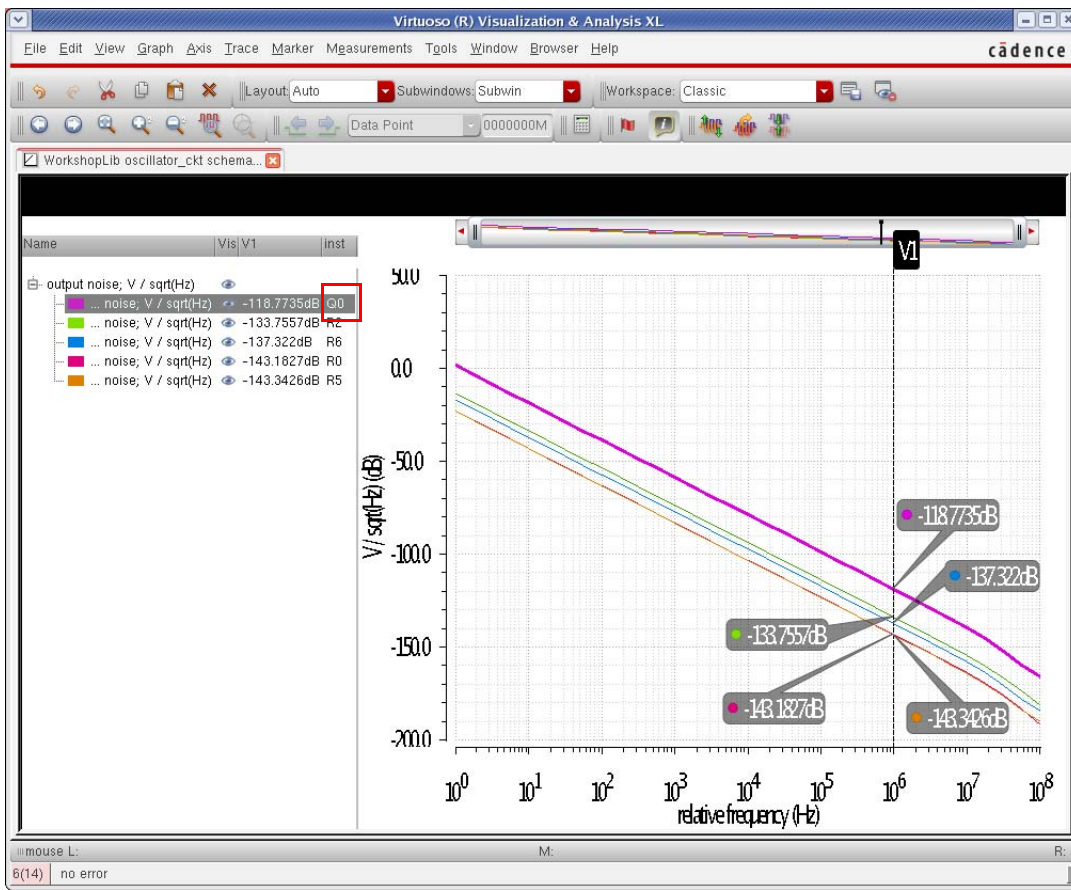 Virtuoso (R) Visualization & Analysis XL
File Edit View Graph Axis Trace Marker Measurements Tools Window Browser Help
cādence
Layout: Auto Subwindows: Subwin Workspace: Classic
Data Point 0000000M
WorkshopLib oscillator_ckt schema...
Name Vis V1 inst
output noise; V / sqrt(Hz)
... noise; V / sqrt(Hz) -118.7735dB Q0
... noise; V / sqrt(Hz) -133.7557dB R2
... noise; V / sqrt(Hz) -137.322dB R6
... noise; V / sqrt(Hz) -143.1827dB R0
... noise; V / sqrt(Hz) -143.3426dB R5
V1
50.0
0.0
-50.0
-100.0
-150.0
-200.0
V / sqrt(Hz) (dB)
-118.7735dB
-137.322dB
-133.7557dB
-143.1827dB
-143.3426dB
10^0 10^1 10^2 10^3 10^4 10^5 10^6 10^7 10^8
relative frequency (Hz)
mouse L: M: R:
6(14) no error